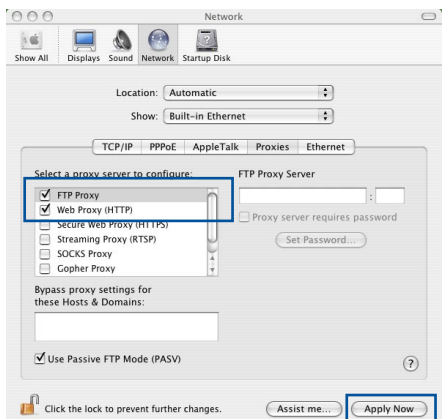 Network
Show All Displays Sound Network Startup Disk
Location: Automatic
Show: Built-in Ethernet
TCP/IP PPPoE AppleTalk Proxies Ethernet
Select a proxy server to configure: FTP Proxy Server
FTP Proxy
:
Web Proxy (HTTP)
Proxy server requires password
Secure Web Proxy (HTTPS)
Streaming Proxy (RTSP) Set Password...
SOCKS Proxy
Gopher Proxy
Bypass proxy settings for
these Hosts & Domains:
Use Passive FTP Mode (PASV) ?
Click the lock to prevent further changes. Assist me... Apply Now